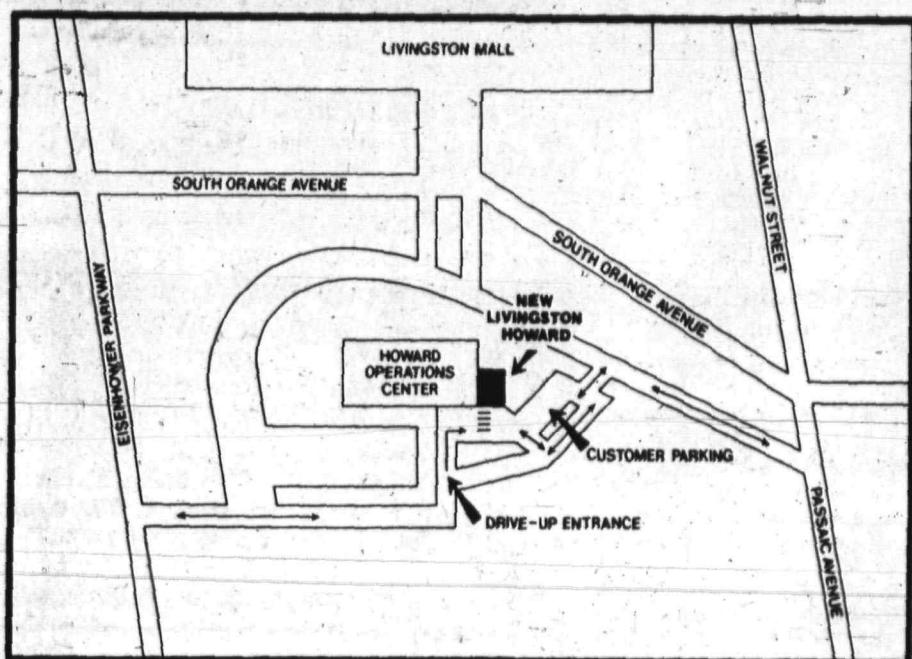 LIVINGSTON MALL
SOUTH ORANGE AVENUE
WALNUT STREET
SOUTH ORANGE AVENUE
EISENHOWER PARKWAY
NEW
LIVINGSTON
HOWARD
HOWARD
OPERATIONS
CENTER
CUSTOMER PARKING
DRIVE-UP ENTRANCE
PASSAIC AVENUE